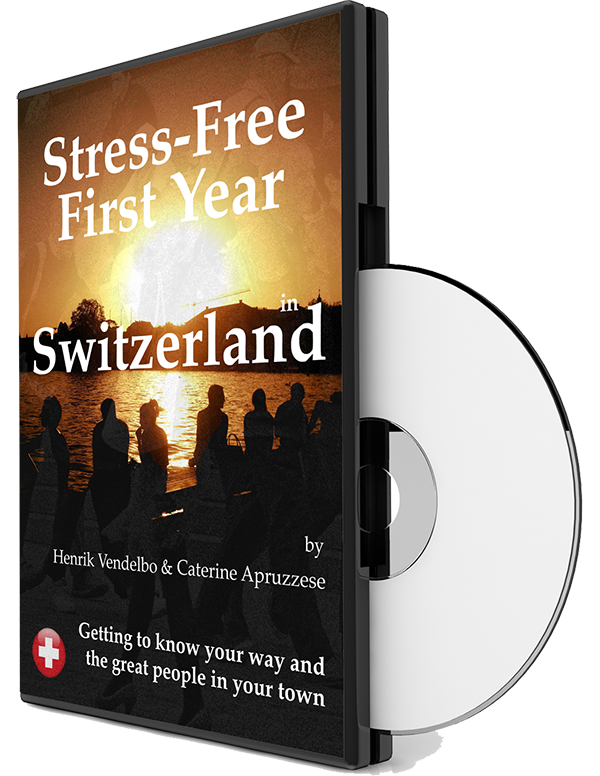 Stress-Free
First Year
in
Switzerland
by
Henrik Vendelbo & Caterine Apruzzese
Getting to know your way and
the great people in your town